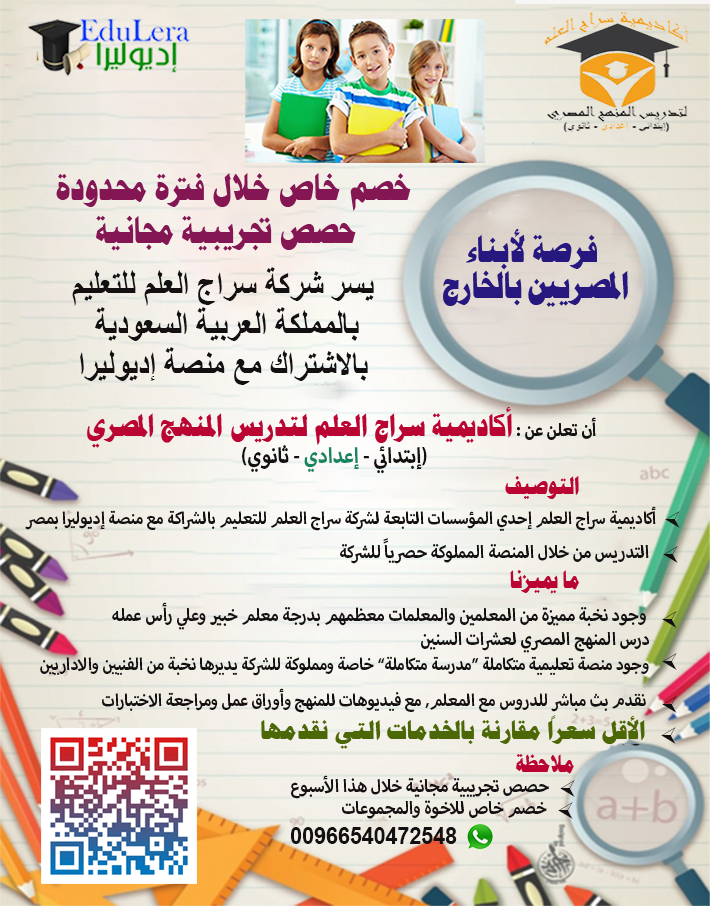 EduLera
إديوليرا
أكاديمية سراج العلم
لتدريس المنهج المصري
(إبتدائي - اعدادي - ثانوي)
خصم خاص خلال فترة محدودة
حصص تجريبية مجانية
فرصة لأبناء
المصريين بالخارج
يسر شركة سراج العلم للتعليم
بالمملكة العربية السعودية
بالاشتراك مع منصة إديوليرا
أن تعلن عن : أكاديمية سراج العلم لتدريس المنهج المصري
(إبتدائي - إعدادي - ثانوي)
التوصيف
أكاديمية سراج العلم إحدي المؤسسات التابعة لشركة سراج العلم للتعليم بالشراكة مع منصة إديوليرا بمصر
التدريس من خلال المنصة المملوكة حصرياً للشركة
ما يميزنا
وجود نخبة مميزة من المعلمين والمعلمات معظمهم بدرجة معلم خبير وعلي رأس عمله
درس المنهج المصري لعشرات السنين
وجود منصة تعليمية متكاملة "مدرسة متكاملة" خاصة ومملوكة للشركة يديرها نخبة من الفنيين والاداريين
نقدم بث مباشر للدروس مع المعلم, مع فيديوهات للمنهج وأوراق عمل ومراجعة الاختبارات
الأقل سعراً مقارنة بالخدمات التي نقدمها
ملاحظة
حصص تجريبية مجانية خلال هذا الأسبوع
خصم خاص للاخوة والمجموعات
00966540472548
abc
90°
2+3=5
a+b